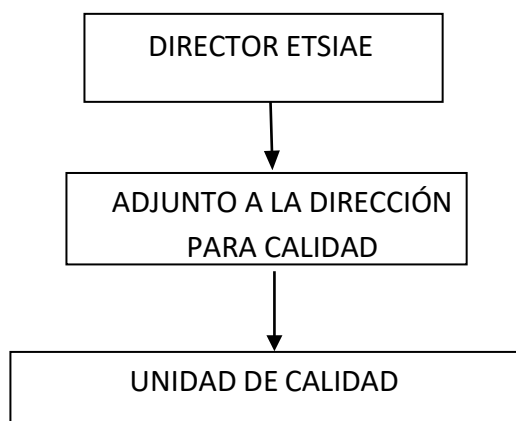 DIRECTOR ETSIAE
ADJUNTO A LA DIRECCIÓN
PARA CALIDAD
UNIDAD DE CALIDAD